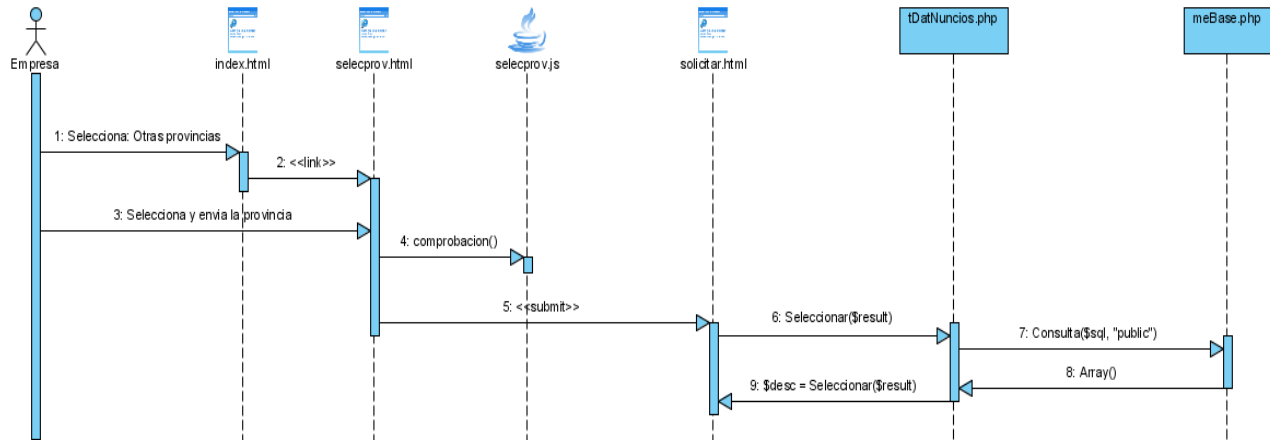 tDatNuncios.php
meBase.php
Empresa
index.html
selecprov.html
selecprov.js
solicitar.html
1: Selecciona: Otras provincias
2: <<link>>
3: Selecciona y envia la provincia
4: comprobacion()
5: <<submit>>
6: Seleccionar($result)
7: Consulta($sql, "public")
8: Array()
9: $desc = Seleccionar($result)